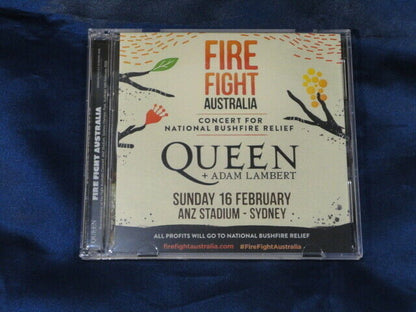 FIRE
FIGHT
AUSTRALIA
CONCERT FOR
NATIONAL BUSHFIRE RELIEF
QUEEN
+ ADAM LAMBERT
SUNDAY 16 FEBRUARY
ANZ STADIUM - SYDNEY
ALL PROFITS WILL GO TO NATIONAL BUSHFIRE RELIEF
firefightaustralia.com #FireFightAustralia
QUEEN FIRE FIGHT AUSTRALIA